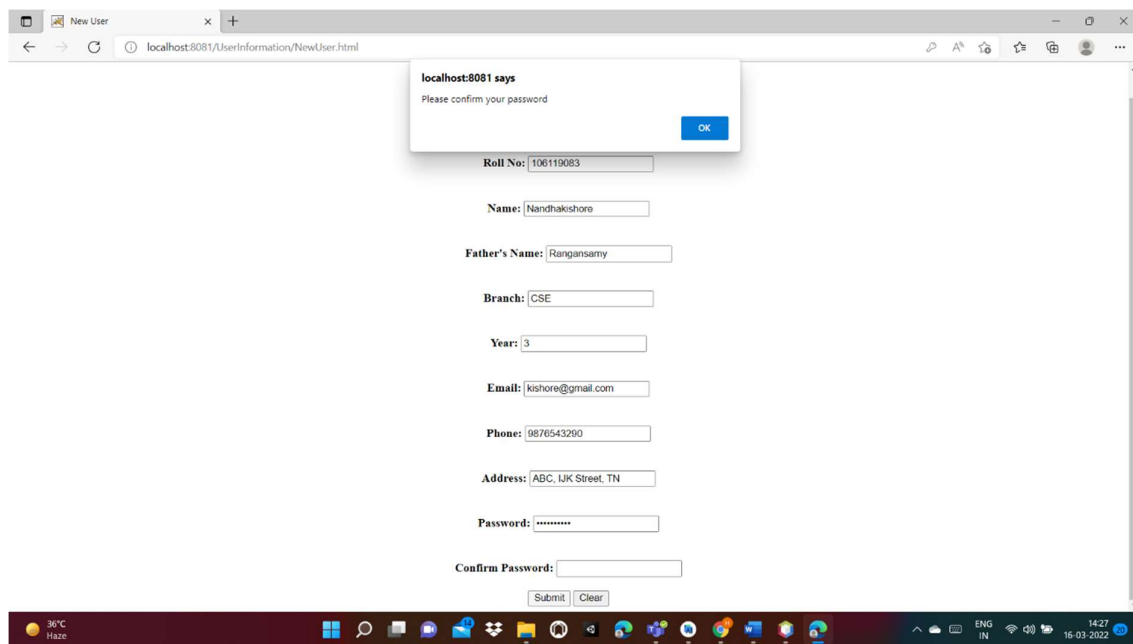 New User
localhost:8081/UserInformation/NewUser.html
localhost:8081 says
Please confirm your password
OK
Roll No: 106119083
Name: Nandhakishore
Father's Name: Rangansamy
Branch: CSE
Year: 3
Email: kishore@gmail.com
Phone: 9876543290
Address: ABC, IJK Street, TN
Password: ••••••••••
Confirm Password:
Submit Clear
36°C
Haze
ENG
IN
14:27
16-03-2022
20